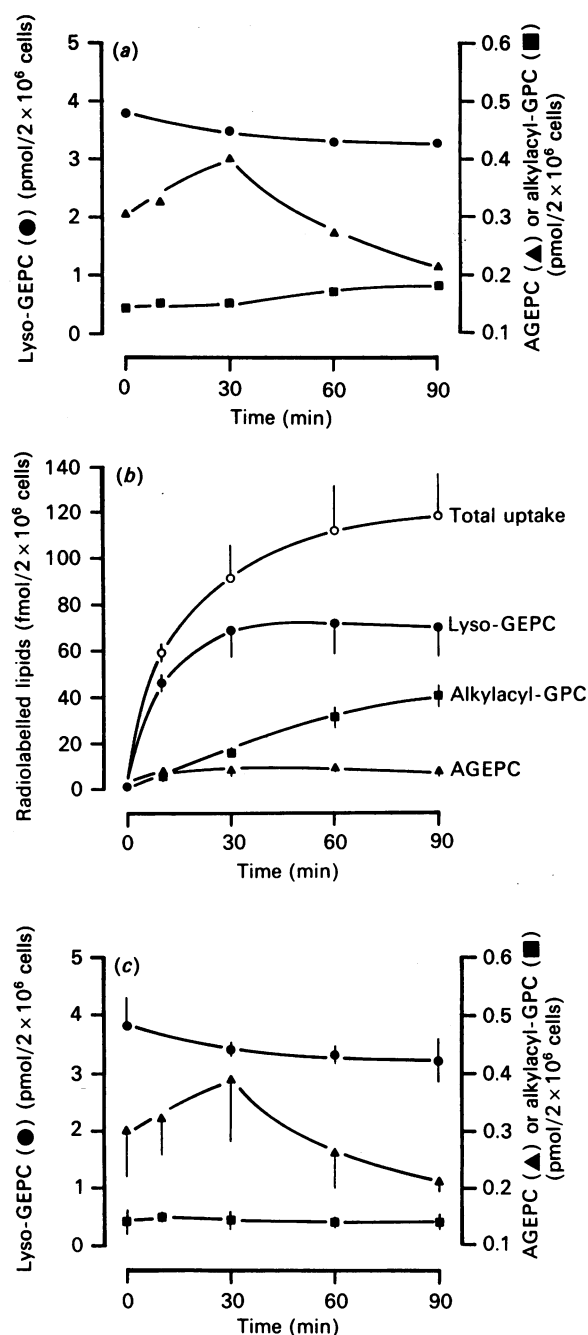 (a)
Lyso-GEPC (●) (pmol/2 × 10⁶ cells)
5
4
3
2
1
0
0.6
0.5
0.4
0.3
0.2
0.1
AGEPC (▲) or alkylacyl-GPC (■)
(pmol/2 × 10⁶ cells)
0 30 60 90
Time (min)
(b)
Radiolabelled lipids (fmol/2 × 10⁶ cells)
140
120
100
80
60
40
20
0
Total uptake
Lyso-GEPC
Alkylacyl-GPC
AGEPC
0 30 60 90
Time (min)
(c)
Lyso-GEPC (●) (pmol/2 × 10⁶ cells)
5
4
3
2
1
0
0.6
0.5
0.4
0.3
0.2
0.1
AGEPC (▲) or alkylacyl-GPC (■)
(pmol/2 × 10⁶ cells)
0 30 60 90
Time (min)